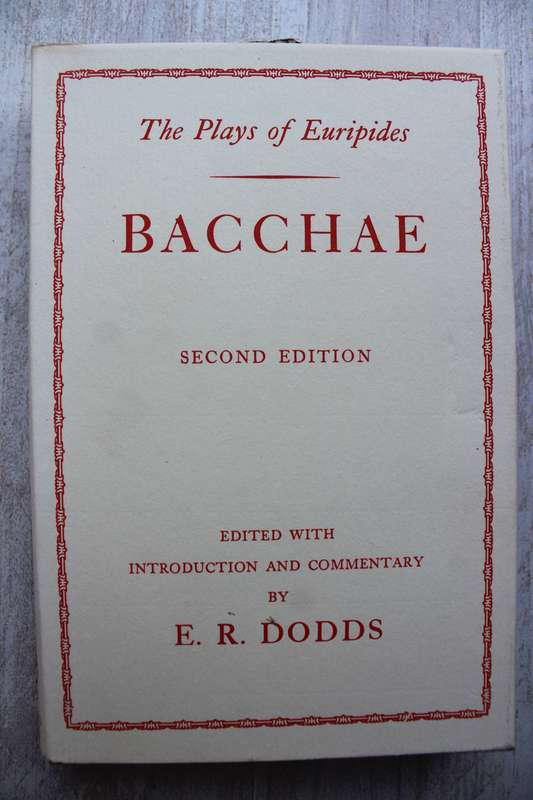 The Plays of Euripides
BACCHAE
SECOND EDITION
EDITED WITH
INTRODUCTION AND COMMENTARY
BY
E. R. DODDS